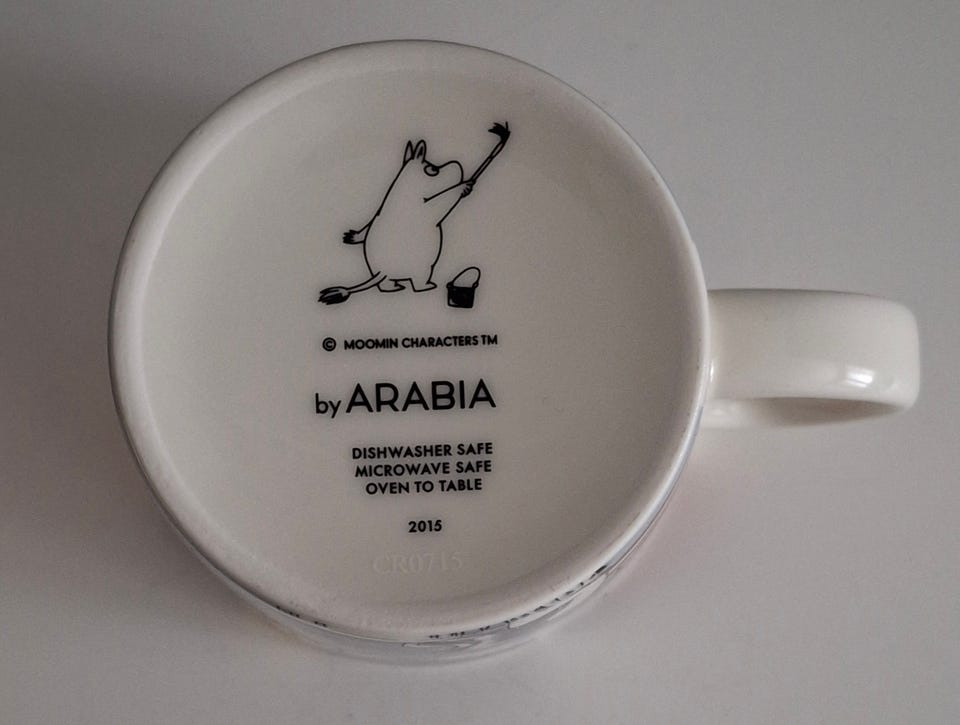 © MOOMIN CHARACTERS TM
by ARABIA
DISHWASHER SAFE
MICROWAVE SAFE
OVEN TO TABLE
2015
CR0715